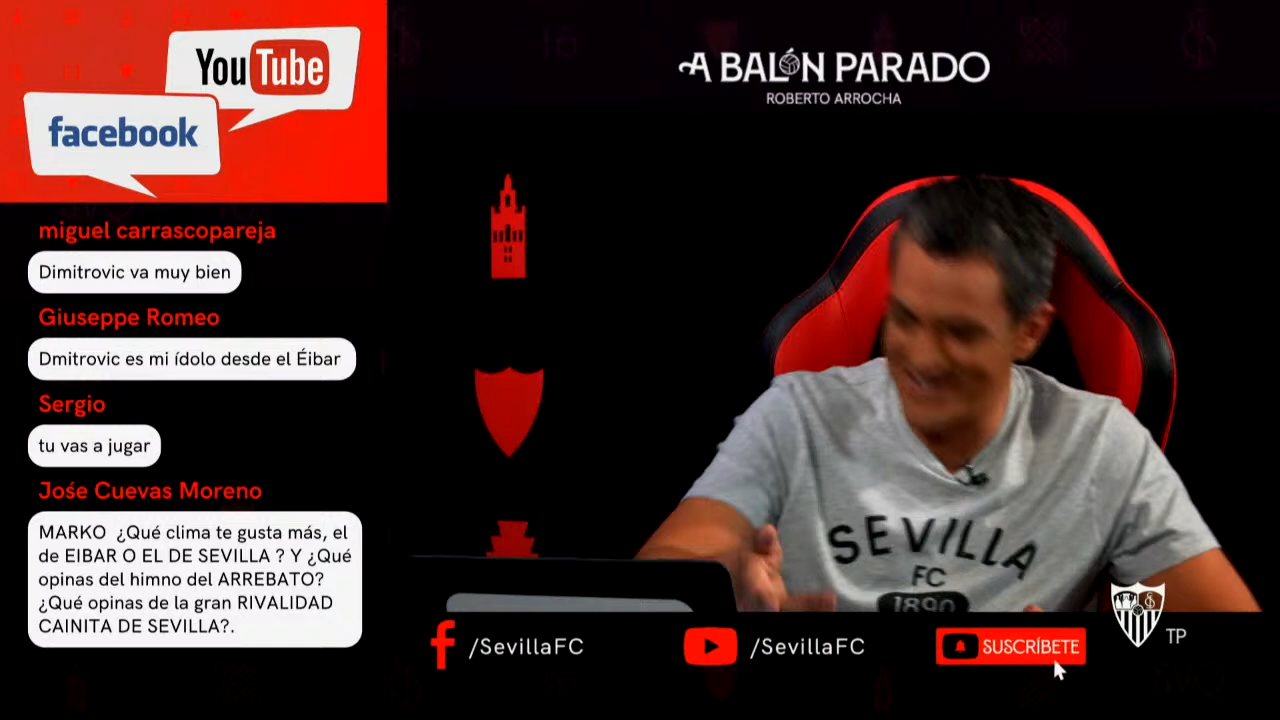 YouTube
facebook
miguel carrascopareja
Dimitrovic va muy bien
Giuseppe Romeo
Dmitrovic es mi ídolo desde el Éibar
Sergio
tu vas a jugar
Jośe Cuevas Moreno
MARKO ¿Qué clima te gusta más, el
de EIBAR O EL DE SEVILLA ? Y ¿Qué
opinas del himno del ARREBATO?
¿Qué opinas de la gran RIVALIDAD
CAINITA DE SEVILLA?.
A BALÓN PARADO
ROBERTO ARROCHA
SEVILLA
FC
1890
/SevillaFC
/SevillaFC
SUSCRÍBETE
TP